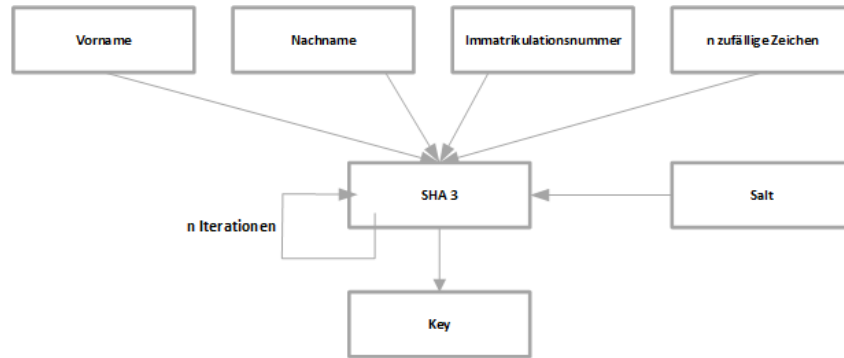 Vorname
Nachname
Immatrikulationsnummer
n zufällige Zeichen
SHA 3
Salt
n Iterationen
Key